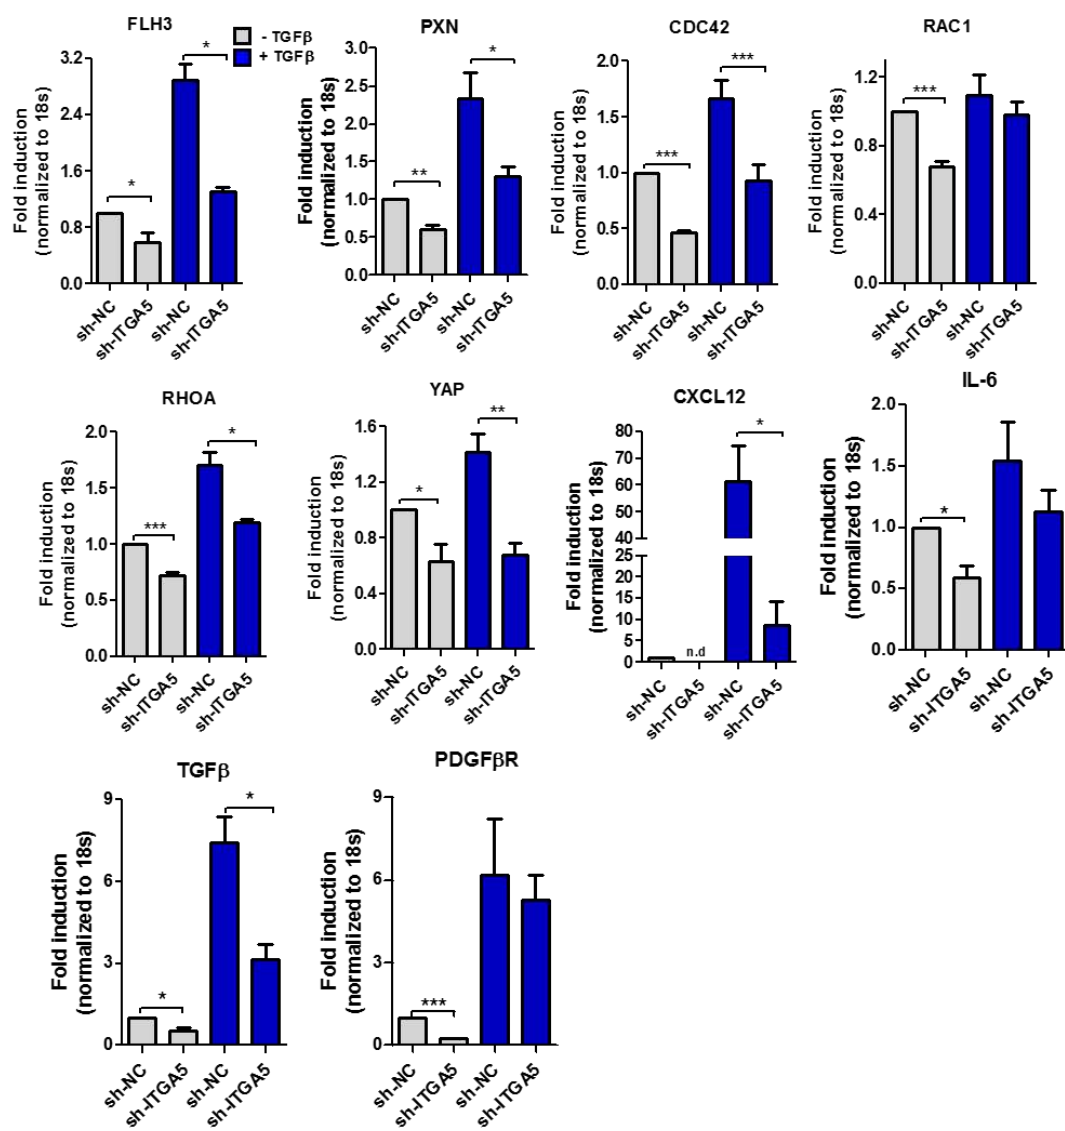 FLH3
- TGFβ
+ TGFβ
Fold induction
(normalized to 18s)
3.2
2.4
1.6
0.8
0.0
*
*
sh-NC
sh-ITGA5
sh-NC
sh-ITGA5
PXN
Fold induction
(normalized to 18s)
3.0
2.5
2.0
1.5
1.0
0.5
0.0
**
*
sh-NC
sh-ITGA5
sh-NC
sh-ITGA5
CDC42
Fold induction
(normalized to 18s)
2.0
1.5
1.0
0.5
0.0
***
***
sh-NC
sh-ITGA5
sh-NC
sh-ITGA5
RAC1
Fold induction
(normalized to 18s)
1.2
0.8
0.4
0.0
***
sh-NC
sh-ITGA5
sh-NC
sh-ITGA5
RHOA
Fold induction
(normalized to 18s)
2.0
1.5
1.0
0.5
0.0
***
*
sh-NC
sh-ITGA5
sh-NC
sh-ITGA5
YAP
Fold induction
(normalized to 18s)
1.6
1.2
0.8
0.4
0.0
*
**
sh-NC
sh-ITGA5
sh-NC
sh-ITGA5
CXCL12
Fold induction
(normalized to 18s)
80
70
60
50
40
25
20
15
10
5
0
n.d
*
sh-NC
sh-ITGA5
sh-NC
sh-ITGA5
IL-6
Fold induction
(normalized to 18s)
2.0
1.5
1.0
0.5
0.0
*
sh-NC
sh-ITGA5
sh-NC
sh-ITGA5
TGFβ
Fold induction
(normalized to 18s)
9
6
3
0
*
*
sh-NC
sh-ITGA5
sh-NC
sh-ITGA5
PDGFβR
Fold induction
(normalized to 18s)
9
6
3
0
***
sh-NC
sh-ITGA5
sh-NC
sh-ITGA5